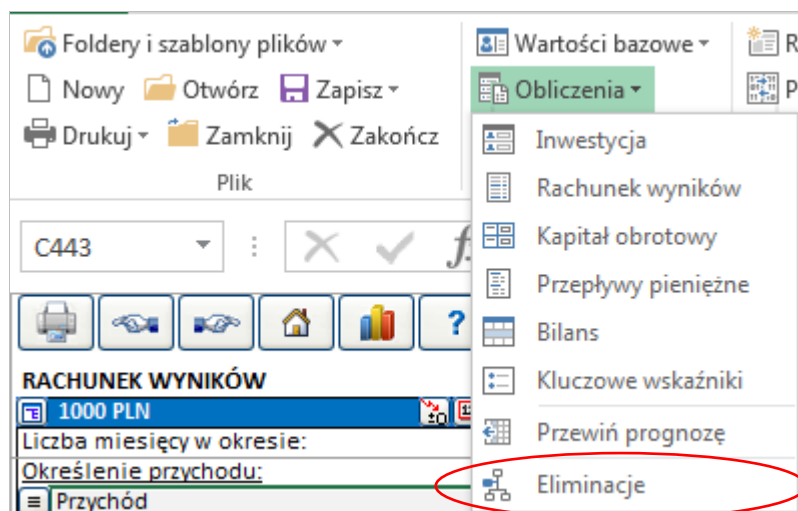 Foldery i szablony plików
Wartości bazowe
R
Nowy Otwórz Zapisz
Obliczenia
P
Drukuj Zamknij Zakończ
Plik
Inwestycja
Rachunek wyników
Kapitał obrotowy
Przepływy pieniężne
Bilans
Kluczowe wskaźniki
Przewiń prognozę
Eliminacje
C443
?
RACHUNEK WYNIKÓW
1000 PLN
Liczba miesięcy w okresie:
Określenie przychodu:
Przychód